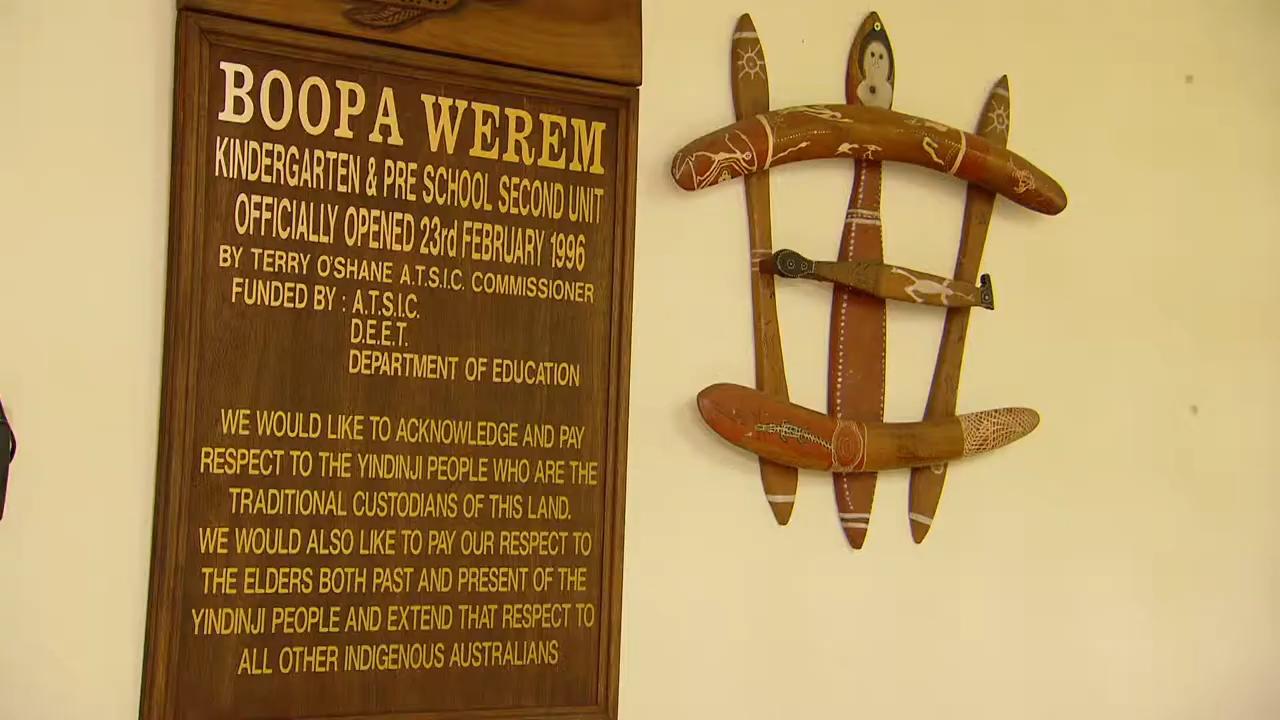 BOOPA WEREM
KINDERGARTEN & PRE SCHOOL SECOND UNIT
OFFICIALLY OPENED 23rd FEBRUARY 1996
BY TERRY O'SHANE A.T.S.I.C. COMMISSIONER
FUNDED BY : A.T.S.I.C.
D.E.E.T.
DEPARTMENT OF EDUCATION
WE WOULD LIKE TO ACKNOWLEDGE AND PAY
RESPECT TO THE YINDINJI PEOPLE WHO ARE THE
TRADITIONAL CUSTODIANS OF THIS LAND.
WE WOULD ALSO LIKE TO PAY OUR RESPECT TO
THE ELDERS BOTH PAST AND PRESENT OF THE
YINDINJI PEOPLE AND EXTEND THAT RESPECT TO
ALL OTHER INDIGENOUS AUSTRALIANS